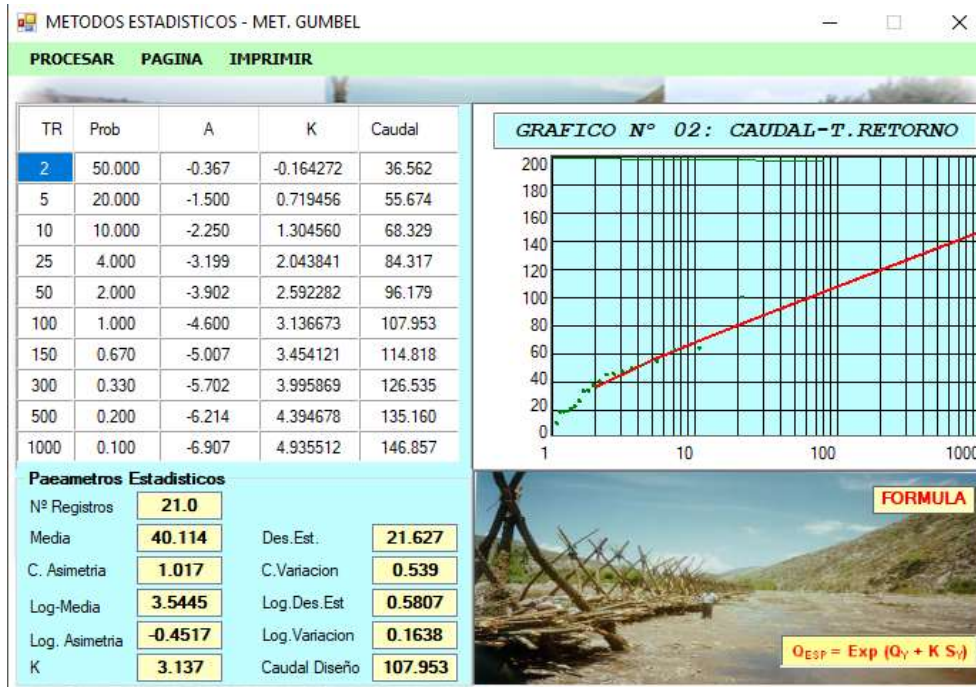 METODOS ESTADISTICOS - MET. GUMBEL
PROCESAR PAGINA IMPRIMIR
TR Prob A K Caudal
2 50.000 -0.367 -0.164272 36.562
5 20.000 -1.500 0.719456 55.674
10 10.000 -2.250 1.304560 68.329
25 4.000 -3.199 2.043841 84.317
50 2.000 -3.902 2.592282 96.179
100 1.000 -4.600 3.136673 107.953
150 0.670 -5.007 3.454121 114.818
300 0.330 -5.702 3.995869 126.535
500 0.200 -6.214 4.394678 135.160
1000 0.100 -6.907 4.935512 146.857
GRAFICO Nº 02: CAUDAL-T.RETORNO
200
180
160
140
120
100
80
60
40
20
0
1 10 100 1000
Paeametros Estadisticos
Nº Registros 21.0
Media 40.114 Des.Est. 21.627
C. Asimetria 1.017 C.Variacion 0.539
Log-Media 3.5445 Log.Des.Est 0.5807
Log. Asimetria -0.4517 Log.Variacion 0.1638
K 3.137 Caudal Diseño 107.953
FORMULA
Q_ESP = Exp (Q_Y + K S_Y)